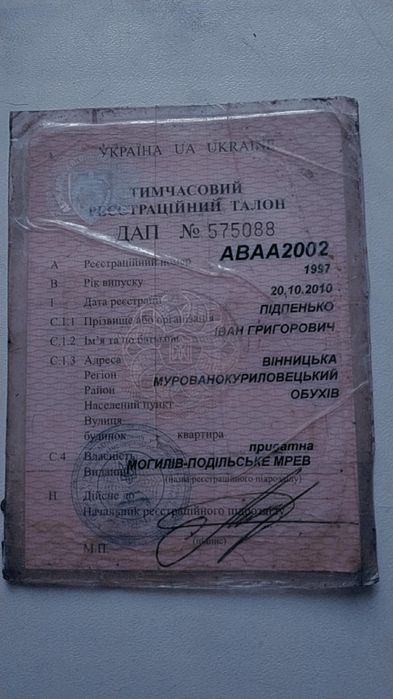 УКРАЇНА UA UKRAINE
ТИМЧАСОВИЙ
РЕЄСТРАЦІЙНИЙ ТАЛОН
ДАП № 575088
A Реєстраційний номер АВАА2002
B Рік випуску 1997
I Дата реєстрації 20.10.2010
C.1.1 Прізвище або організація ПІДПЕНЬКО
C.1.2 Ім'я та по батькові ІВАН ГРИГОРОВИЧ
C.1.3 Адреса ВІННИЦЬКА
Регіон МУРОВАНОКУРИЛОВЕЦЬКИЙ
Район ОБУХІВ
Населений пункт
Вулиця
будинок квартира
C.4 Власність приватна
Видано МОГИЛІВ-ПОДІЛЬСЬКЕ МРЕВ
(назва реєстраційного підрозділу)
H Дійсне до
Начальник реєстраційного підрозділу
(підпис)
М.П.